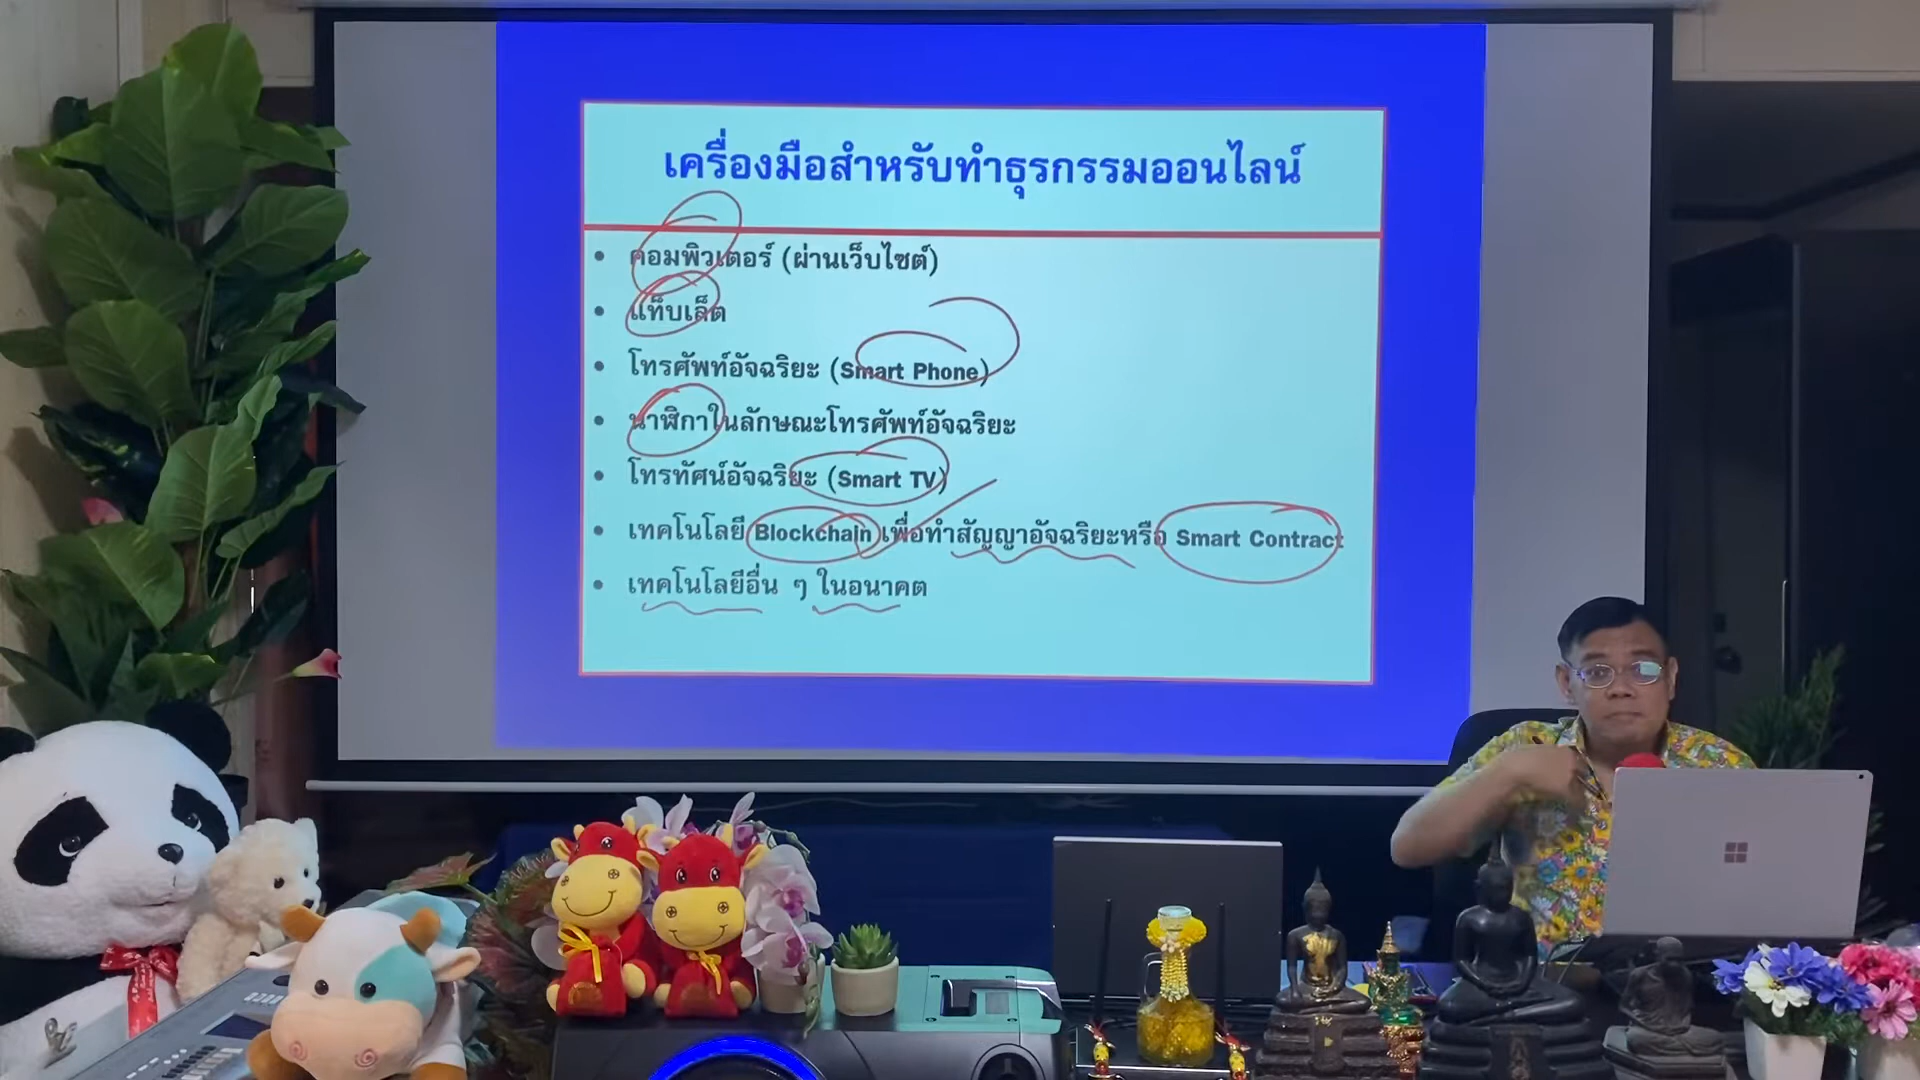 เครื่องมือสำหรับทำธุรกรรมออนไลน์
• คอมพิวเตอร์ (ผ่านเว็บไซต์)
• แท็บเล็ต
• โทรศัพท์อัจฉริยะ (Smart Phone)
• นาฬิกาในลักษณะโทรศัพท์อัจฉริยะ
• โทรทัศน์อัจฉริยะ (Smart TV)
• เทคโนโลยี Blockchain เพื่อทำสัญญาอัจฉริยะหรือ Smart Contract
• เทคโนโลยีอื่น ๆ ในอนาคต